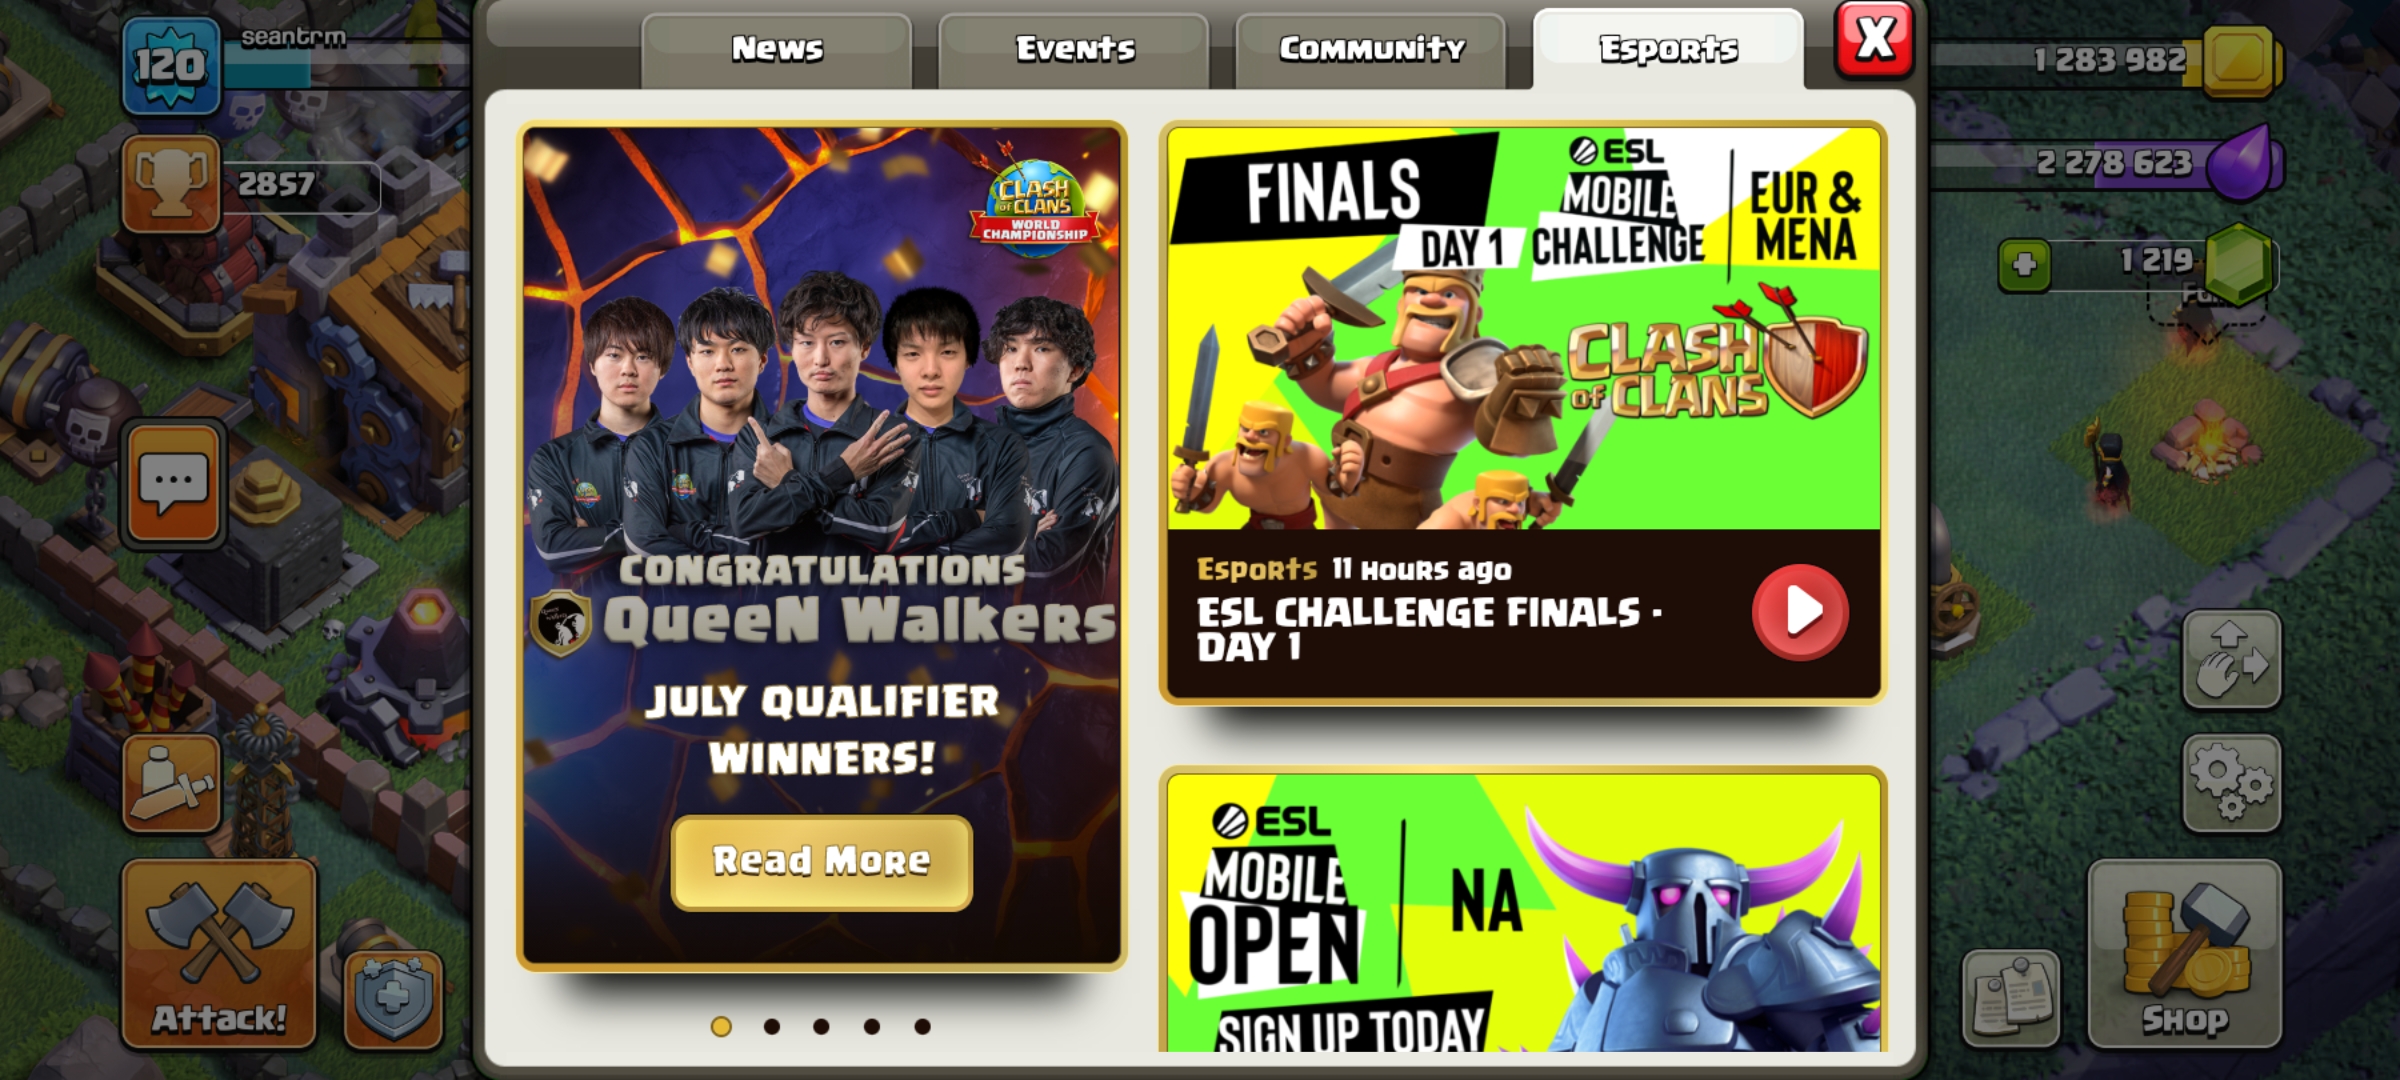 120
seantrm
2857
News
Events
Community
Esports
X
1 283 982
2 278 623
1 219
CLASH
OF CLANS
WORLD
CHAMPIONSHIP
CONGRATULATIONS
QueeN Walkers
JULY QUALIFIER
WINNERS!
Read More
FINALS
DAY 1
ESL
MOBILE
CHALLENGE
EUR &
MENA
CLASH
OF CLANS
Esports 11 Hours ago
ESL CHALLENGE FINALS -
DAY 1
ESL
MOBILE
OPEN
NA
SIGN UP TODAY
Attack!
Shop